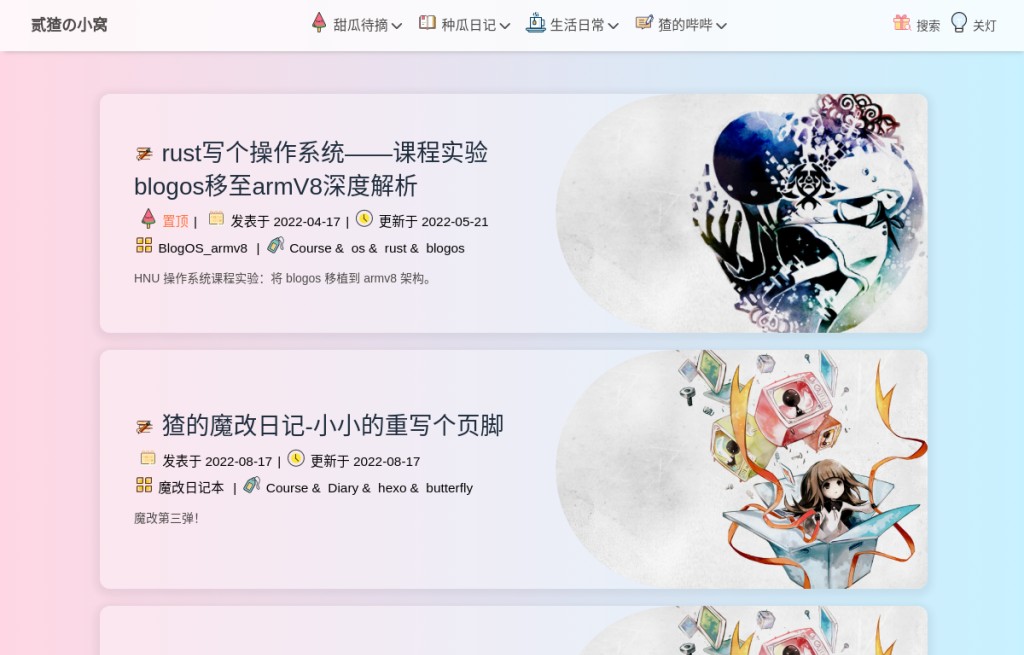 贰猹の小窝 甜瓜待摘 种瓜日记 生活日常 猹的哔哔 搜索 关灯
rust写个操作系统——课程实验
blogos移至armV8深度解析
置顶 | 发表于 2022-04-17 | 更新于 2022-05-21
BlogOS_armv8 | Course & os & rust & blogos
HNU 操作系统课程实验：将 blogos 移植到 armv8 架构。
猹的魔改日记-小小的重写个页脚
发表于 2022-08-17 | 更新于 2022-08-17
魔改日记本 | Course & Diary & hexo & butterfly
魔改第三弹！